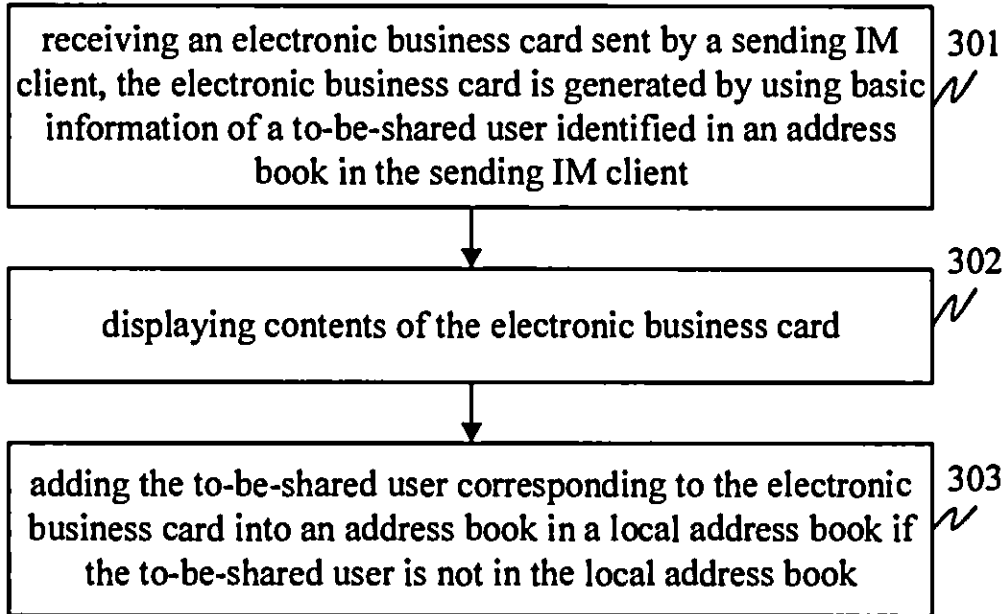 receiving an electronic business card sent by a sending IM
client, the electronic business card is generated by using basic
information of a to-be-shared user identified in an address
book in the sending IM client
301
displaying contents of the electronic business card
302
adding the to-be-shared user corresponding to the electronic
business card into an address book in a local address book if
the to-be-shared user is not in the local address book
303